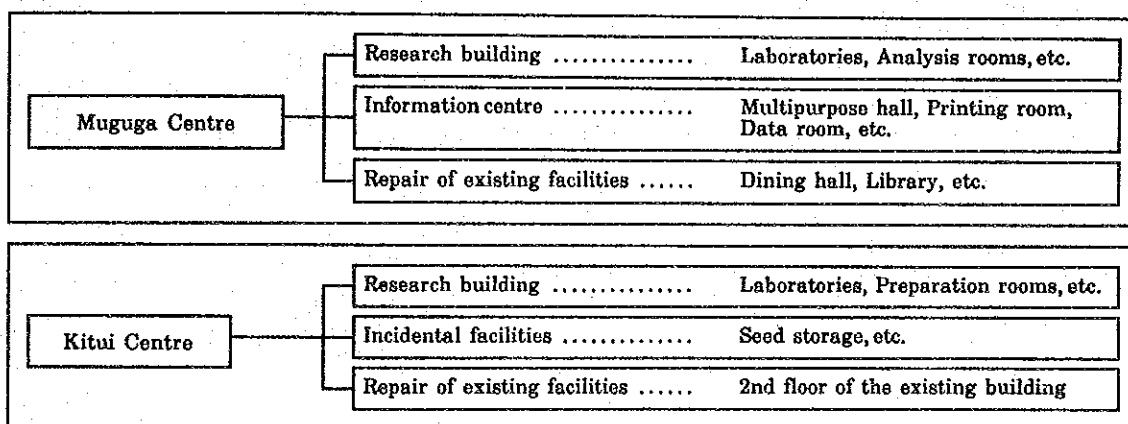 Muguga Centre
Research building ............... Laboratories, Analysis rooms, etc.
Information centre ............... Multipurpose hall, Printing room,
Data room, etc.
Repair of existing facilities ...... Dining hall, Library, etc.
Kitui Centre
Research building ............... Laboratories, Preparation rooms, etc.
Incidental facilities .............. Seed storage, etc.
Repair of existing facilities ...... 2nd floor of the existing building